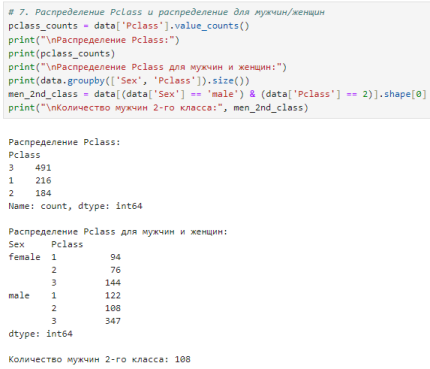 # 7. Распределение Pclass и распределение для мужчин/женщин
pclass_counts = data['Pclass'].value_counts()
print("\nРаспределение Pclass:")
print(pclass_counts)
print("\nРаспределение Pclass для мужчин и женщин:")
print(data.groupby(['Sex', 'Pclass']).size())
men_2nd_class = data[(data['Sex'] == 'male') & (data['Pclass'] == 2)].shape[0]
print("\nКоличество мужчин 2-го класса:", men_2nd_class)
Распределение Pclass:
Pclass
3    491
1    216
2    184
Name: count, dtype: int64
Распределение Pclass для мужчин и женщин:
Sex     Pclass
female  1          94
        2          76
        3         144
male    1         122
        2         108
        3         347
dtype: int64
Количество мужчин 2-го класса: 108